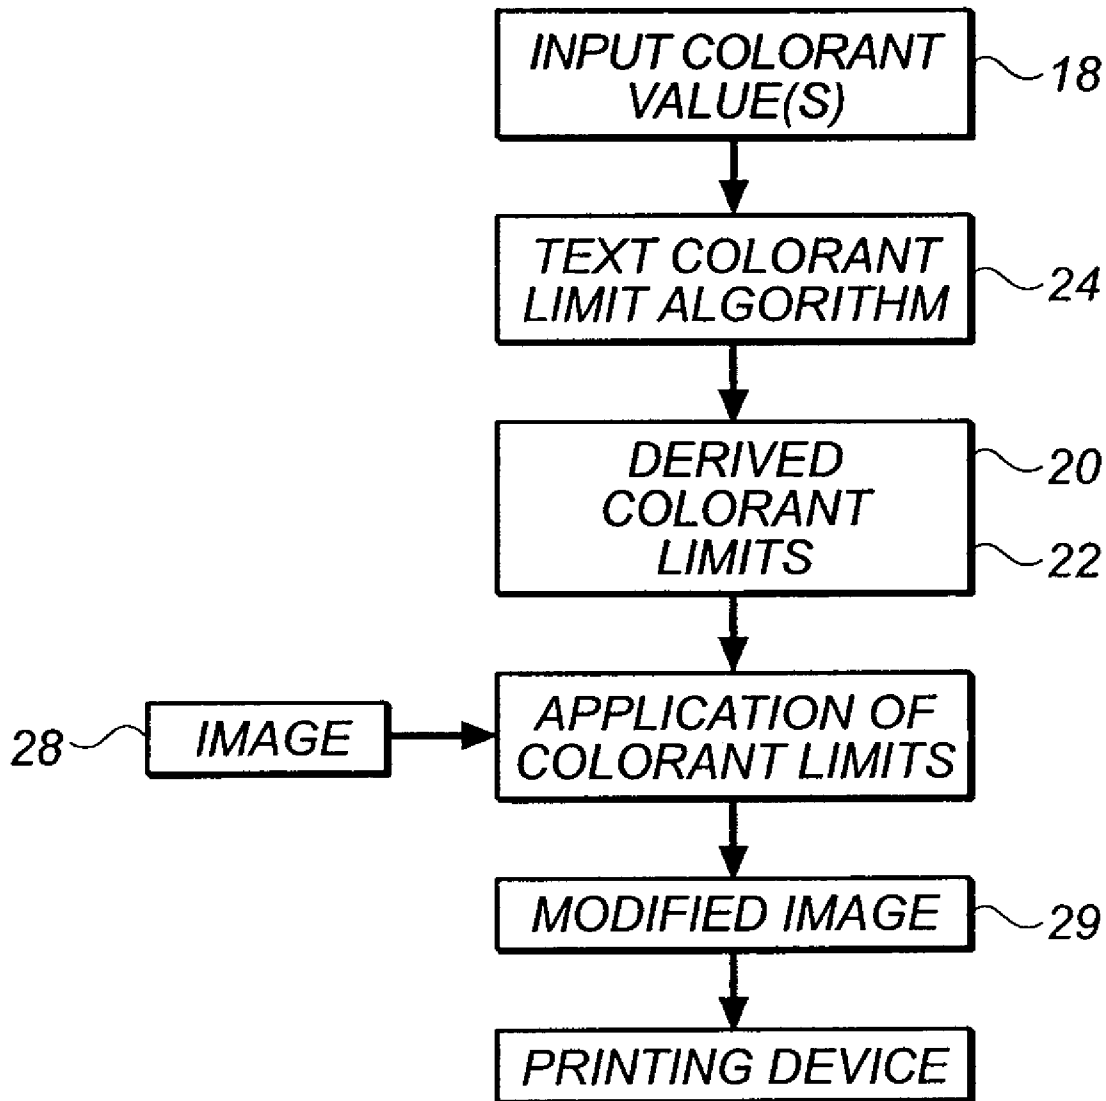 INPUT COLORANT
VALUE(S)
18
TEXT COLORANT
LIMIT ALGORITHM
24
DERIVED
COLORANT
LIMITS
20
22
28
IMAGE
APPLICATION OF
COLORANT LIMITS
MODIFIED IMAGE
29
PRINTING DEVICE